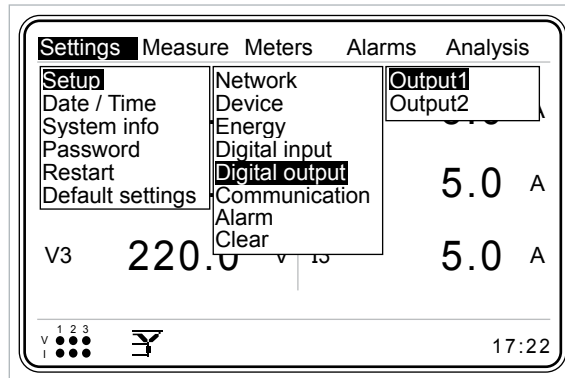 Settings Measure Meters Alarms Analysis
Setup
Date / Time
System info
Password
Restart
Default settings
Network
Device
Energy
Digital input
Digital output
Communication
Alarm
Clear
Output1
Output2
5.0 A
V3 220.0 V I3 5.0 A
1 2 3
V
I
17:22